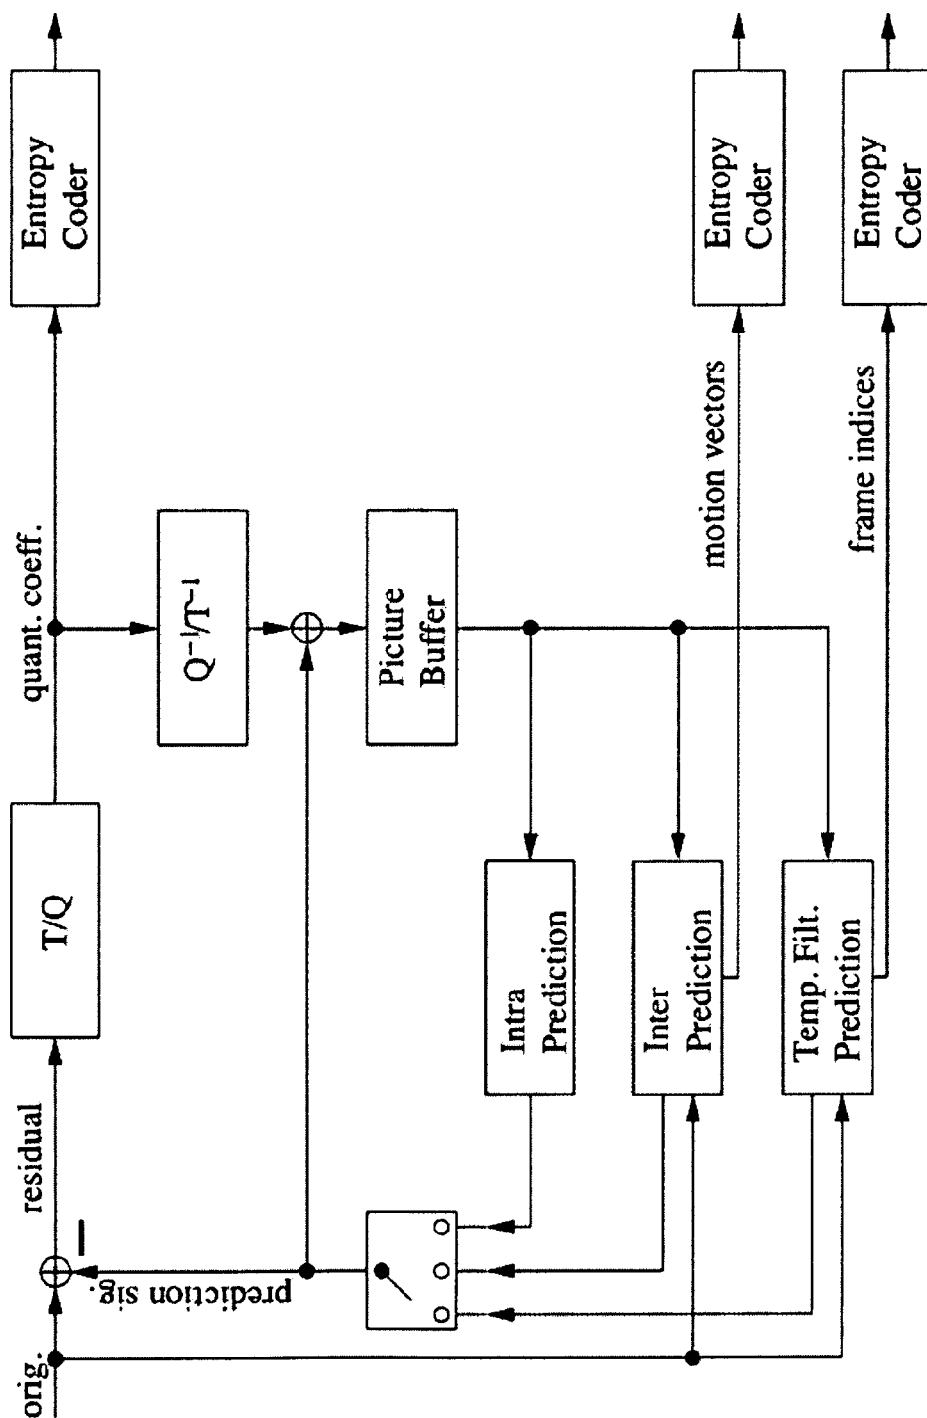 orig.
residual
T/Q
quant. coeff.
Entropy
Coder
prediction sig.
Q⁻¹/T⁻¹
Picture
Buffer
Intra
Prediction
Inter
Prediction
motion vectors
Entropy
Coder
Temp. Filt.
Prediction
frame indices
Entropy
Coder